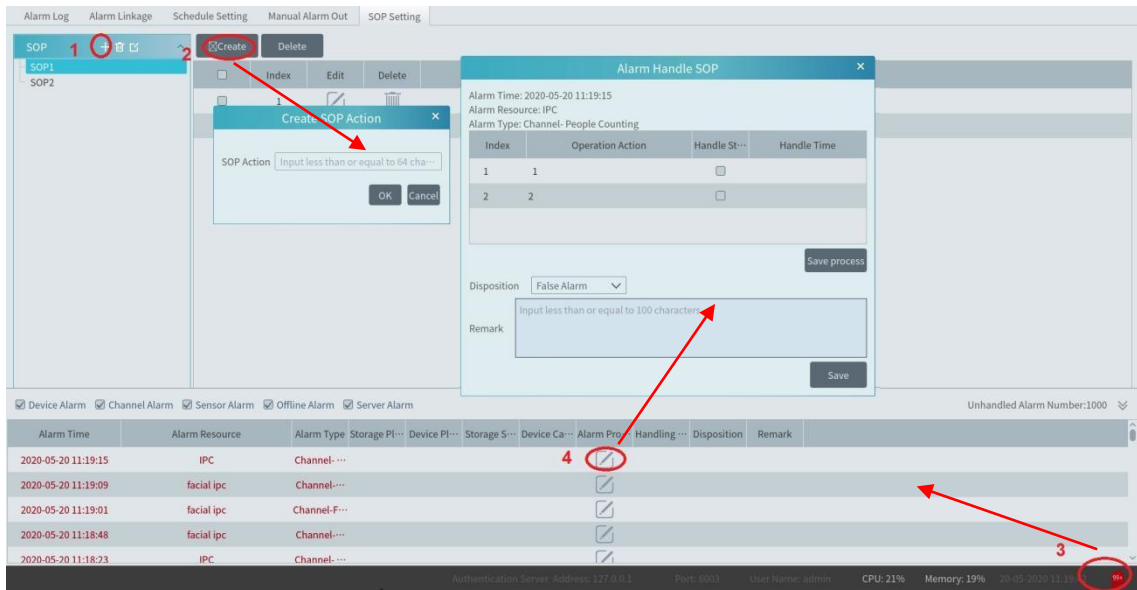 Alarm Log Alarm Linkage Schedule Setting Manual Alarm Out SOP Setting
SOP 1 2 Create Delete
SOP1
SOP2
Index Edit Delete
1
Create SOP Action ×
SOP Action Input less than or equal to 64 cha···
OK Cancel
Alarm Handle SOP ×
Alarm Time: 2020-05-20 11:19:15
Alarm Resource: IPC
Alarm Type: Channel- People Counting
Index Operation Action Handle St··· Handle Time
1 1
2 2
Save process
Disposition False Alarm
Remark Input less than or equal to 100 characters
Save
Device Alarm Channel Alarm Sensor Alarm Offline Alarm Server Alarm Unhandled Alarm Number:1000
Alarm Time Alarm Resource Alarm Type Storage Pl··· Device Pl··· Storage S··· Device Ca··· Alarm Pro··· Handling ··· Disposition Remark
2020-05-20 11:19:15 IPC Channel- ··· 4
2020-05-20 11:19:09 facial ipc Channel-···
2020-05-20 11:19:01 facial ipc Channel-F···
2020-05-20 11:18:48 facial ipc Channel-···
2020-05-20 11:18:23 IPC Channel- ··· 3
Authentication Server Address: 127.0.0.1 Port: 6003 User Name: admin CPU: 21% Memory: 19% 20-05-2020 99+